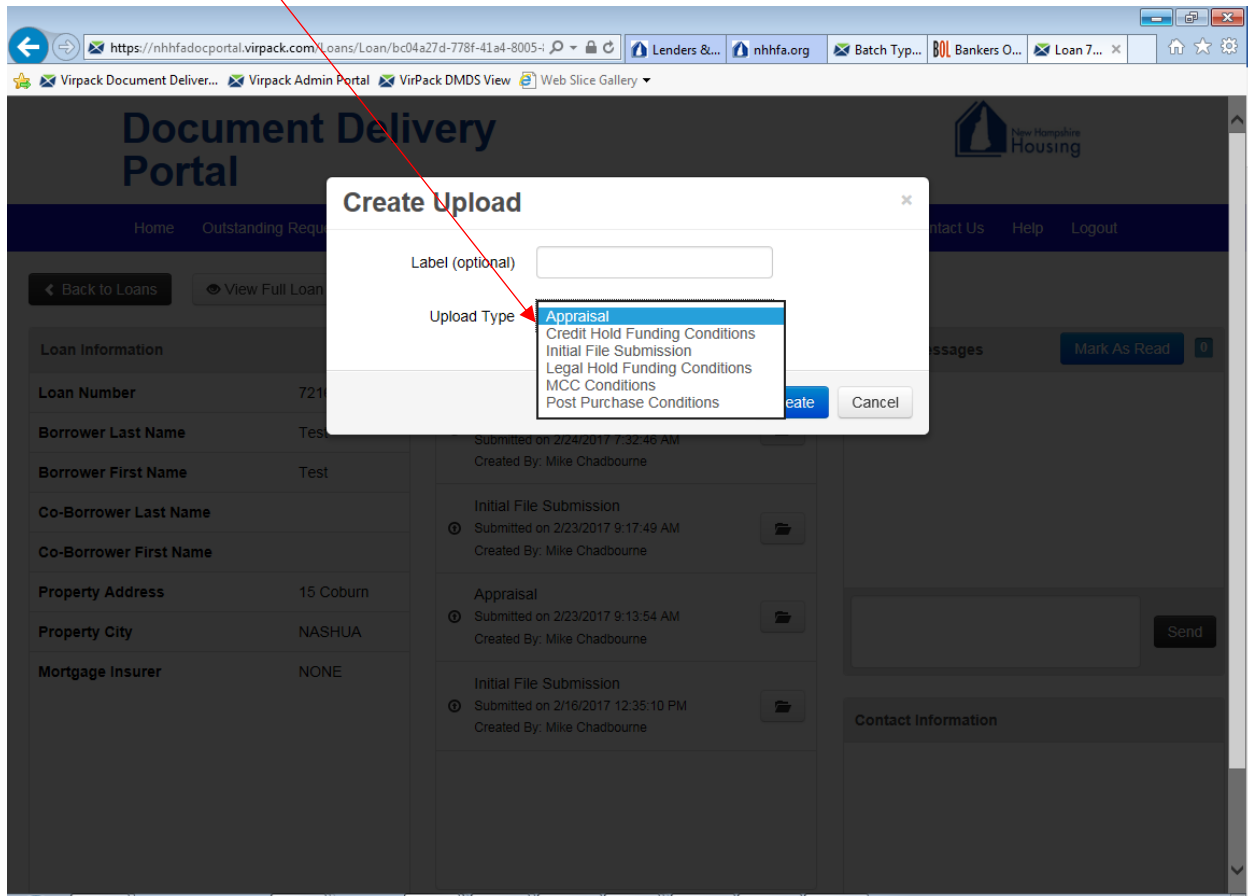 https://nhhfadocportal.virpack.com/Loans/Loan/bc04a27d-778f-41a4-8005-
Lenders &...
nhhfa.org
Batch Typ...
BOL Bankers O...
Loan 7...
Virpack Document Deliver...
Virpack Admin Portal
VirPack DMDS View
Web Slice Gallery
Document Delivery
Portal
New Hampshire
Housing
Home
Outstanding Reque
ntact Us
Help
Logout
Back to Loans
View Full Loan
Create Upload
×
Label (optional)
Upload Type
Appraisal
Credit Hold Funding Conditions
Initial File Submission
Legal Hold Funding Conditions
MCC Conditions
Post Purchase Conditions
eate
Cancel
Loan Information
Loan Number
721
Borrower Last Name
Test
Borrower First Name
Test
Co-Borrower Last Name
Co-Borrower First Name
Property Address
15 Coburn
Property City
NASHUA
Mortgage Insurer
NONE
Submitted on 2/24/2017 7:32:46 AM
Created By: Mike Chadbourne
Initial File Submission
Submitted on 2/23/2017 9:17:49 AM
Created By: Mike Chadbourne
Appraisal
Submitted on 2/23/2017 9:13:54 AM
Created By: Mike Chadbourne
Initial File Submission
Submitted on 2/16/2017 12:35:10 PM
Created By: Mike Chadbourne
essages
Mark As Read
0
Send
Contact Information